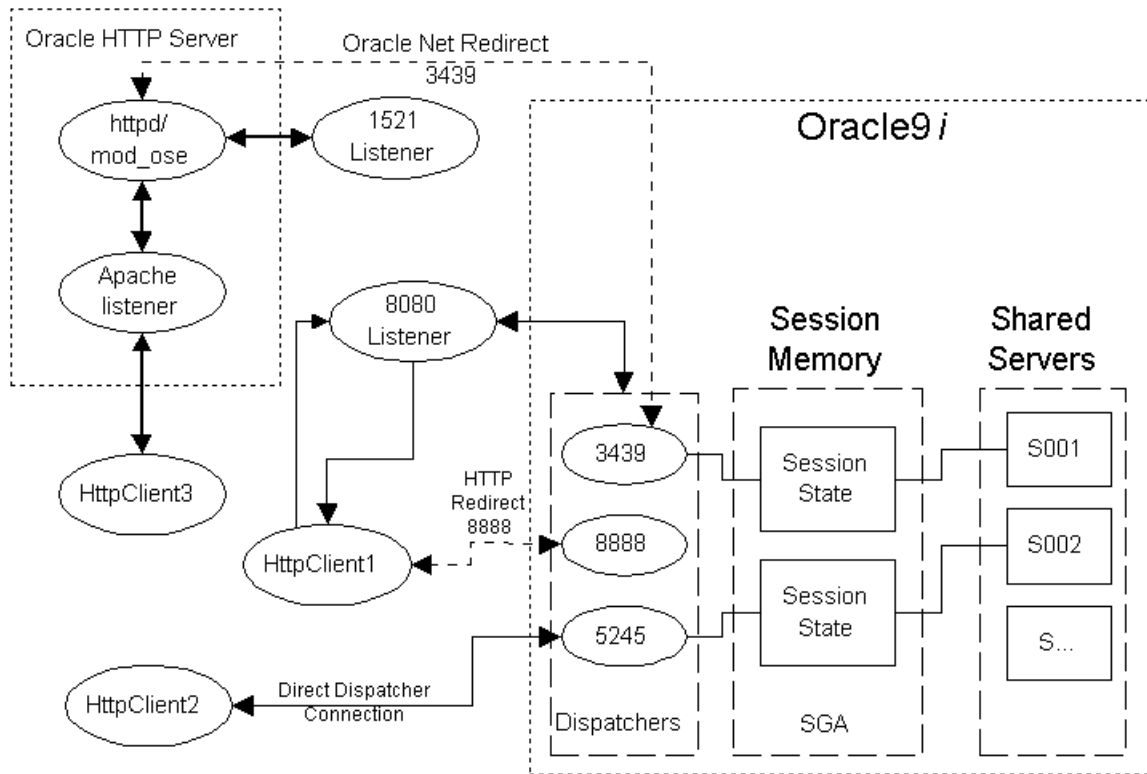 Oracle HTTP Server
Oracle Net Redirect
3439
httpd/
mod_ose
1521
Listener
Oracle9i
Apache
listener
8080
Listener
Session
Memory
Shared
Servers
HttpClient3
HTTP
Redirect
8888
3439
Session
State
S001
HttpClient1
8888
S002
Session
State
5245
S...
HttpClient2
Direct Dispatcher
Connection
Dispatchers
SGA